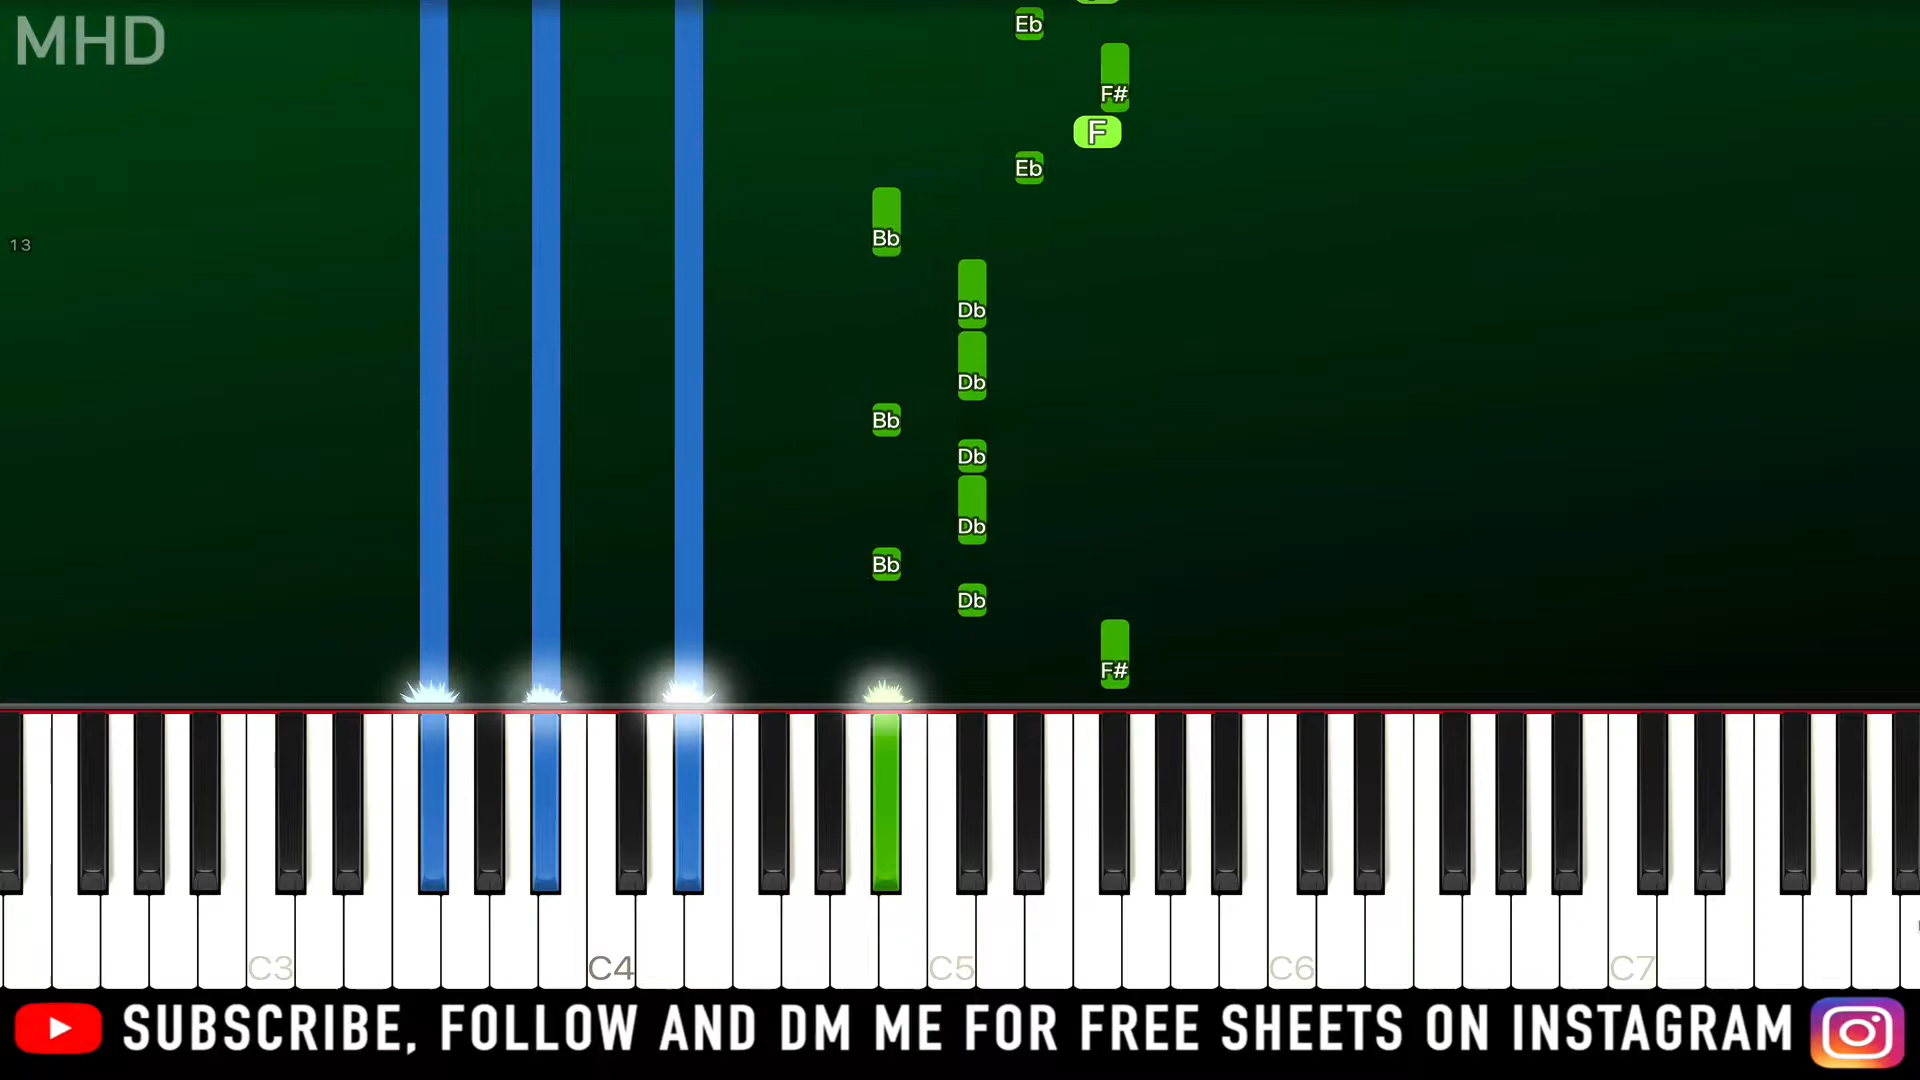 MHD
Eb
F#
F
Eb
Bb
13
Db
Db
Bb
Db
Db
Bb
Db
F#
C3 C4 C5 C6 C7
SUBSCRIBE, FOLLOW AND DM ME FOR FREE SHEETS ON INSTAGRAM